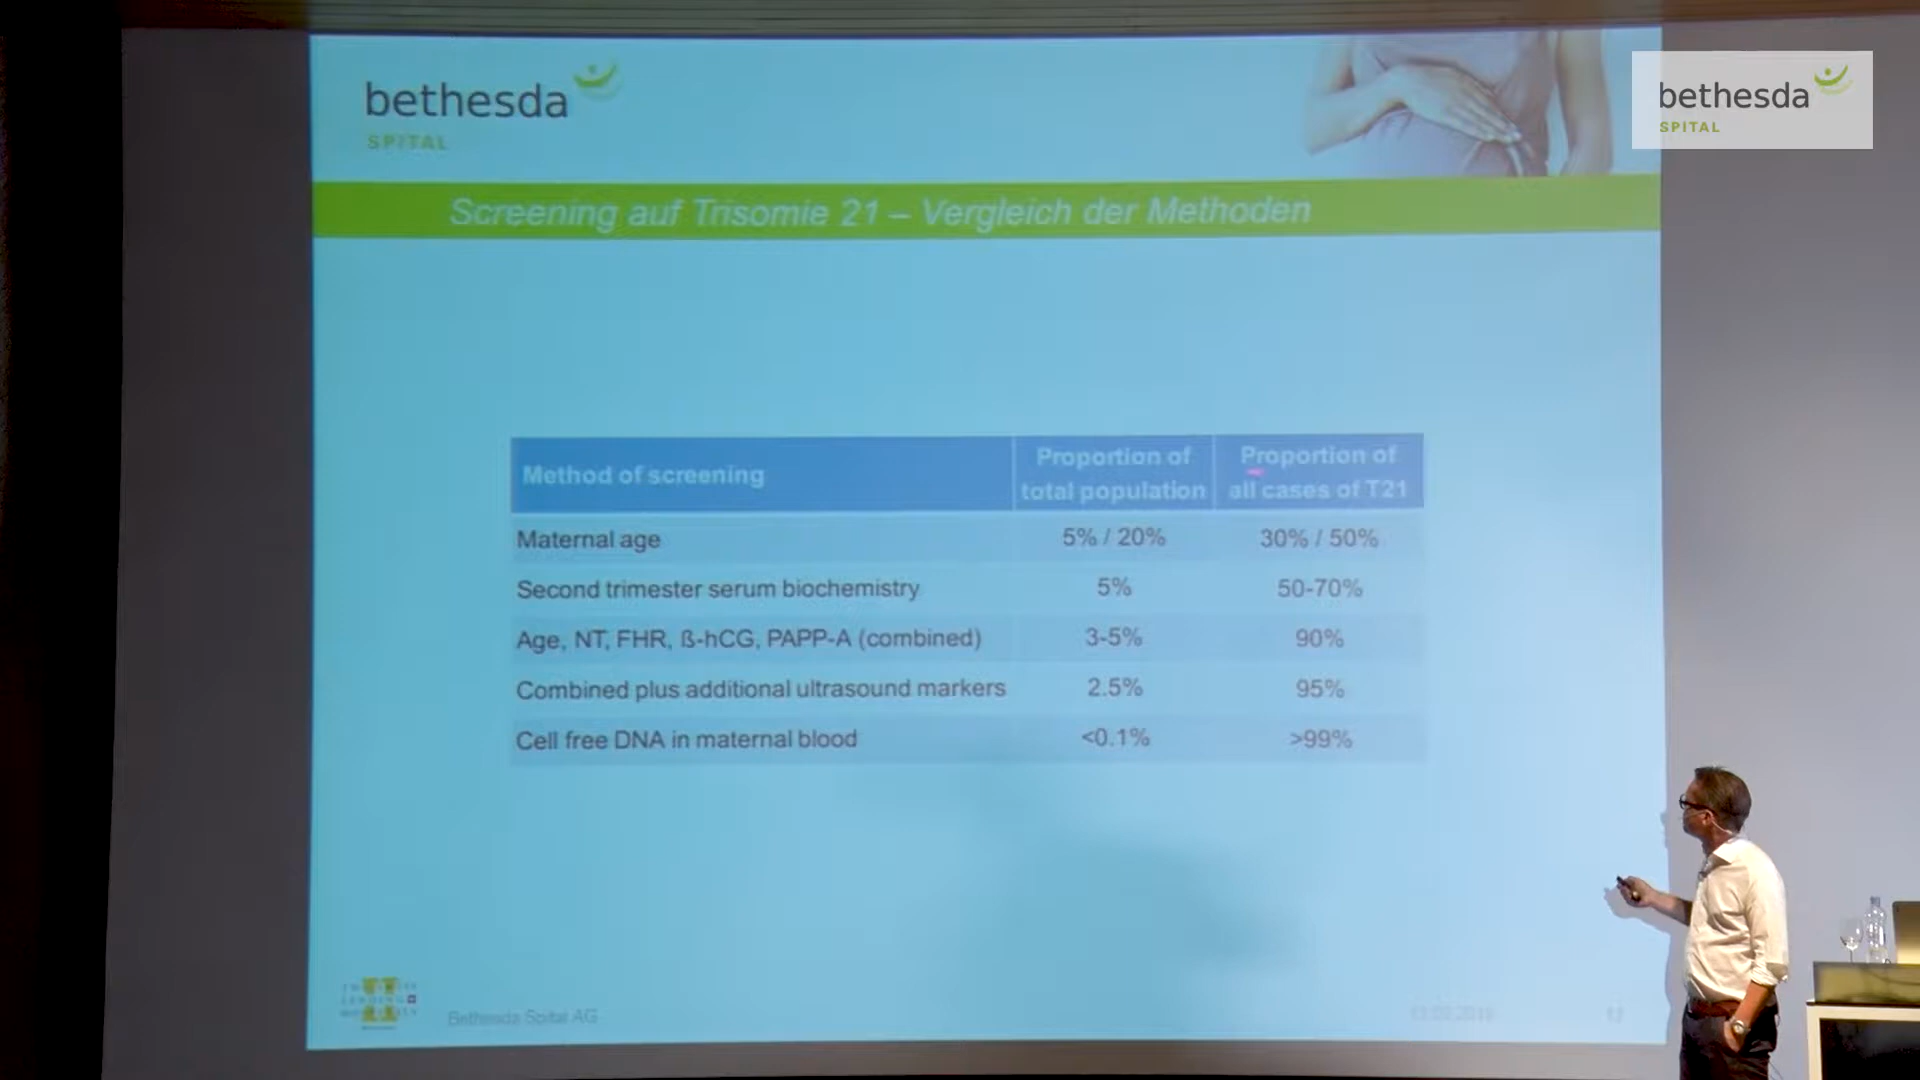 bethesda
SPITAL
bethesda
SPITAL
Screening auf Trisomie 21 – Vergleich der Methoden
Method of screening
Proportion of
total population
Proportion of
all cases of T21
Maternal age
5% / 20%
30% / 50%
Second trimester serum biochemistry
5%
50-70%
Age, NT, FHR, ß-hCG, PAPP-A (combined)
3-5%
90%
Combined plus additional ultrasound markers
2.5%
95%
Cell free DNA in maternal blood
<0.1%
>99%
Bethesda Spital AG